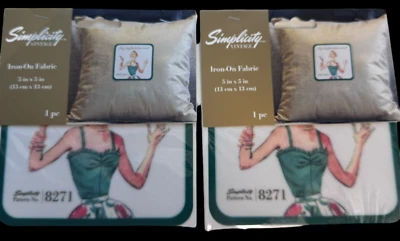 Simplicity
VINTAGE
Iron-On Fabric
5 in x 5 in
(13 cm x 13 cm)
1 pc
Simplicity
Pattern No. 8271
Simplicity
VINTAGE
Iron-On Fabric
5 in x 5 in
(13 cm x 13 cm)
1 pc
Simplicity
Pattern No. 8271